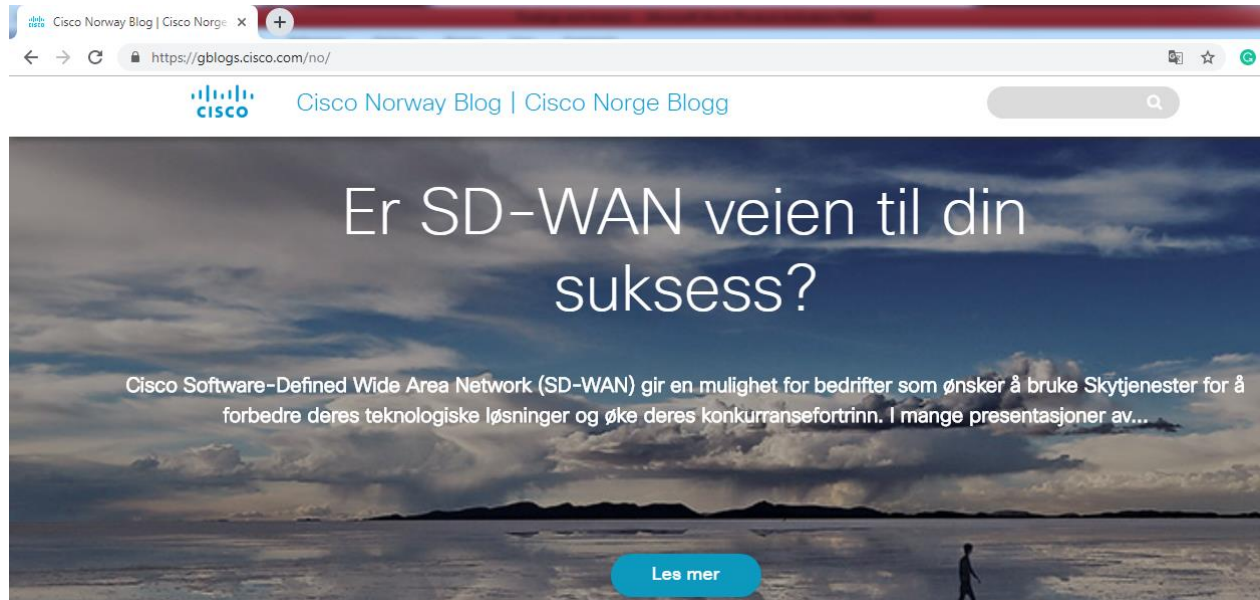 Cisco Norway Blog | Cisco Norge
https://gblogs.cisco.com/no/
cisco
Cisco Norway Blog | Cisco Norge Blogg
Er SD-WAN veien til din
suksess?
Cisco Software-Defined Wide Area Network (SD-WAN) gir en mulighet for bedrifter som ønsker å bruke Skytjenester for å
forbedre deres teknologiske løsninger og øke deres konkurransefortrinn. I mange presentasjoner av...
Les mer